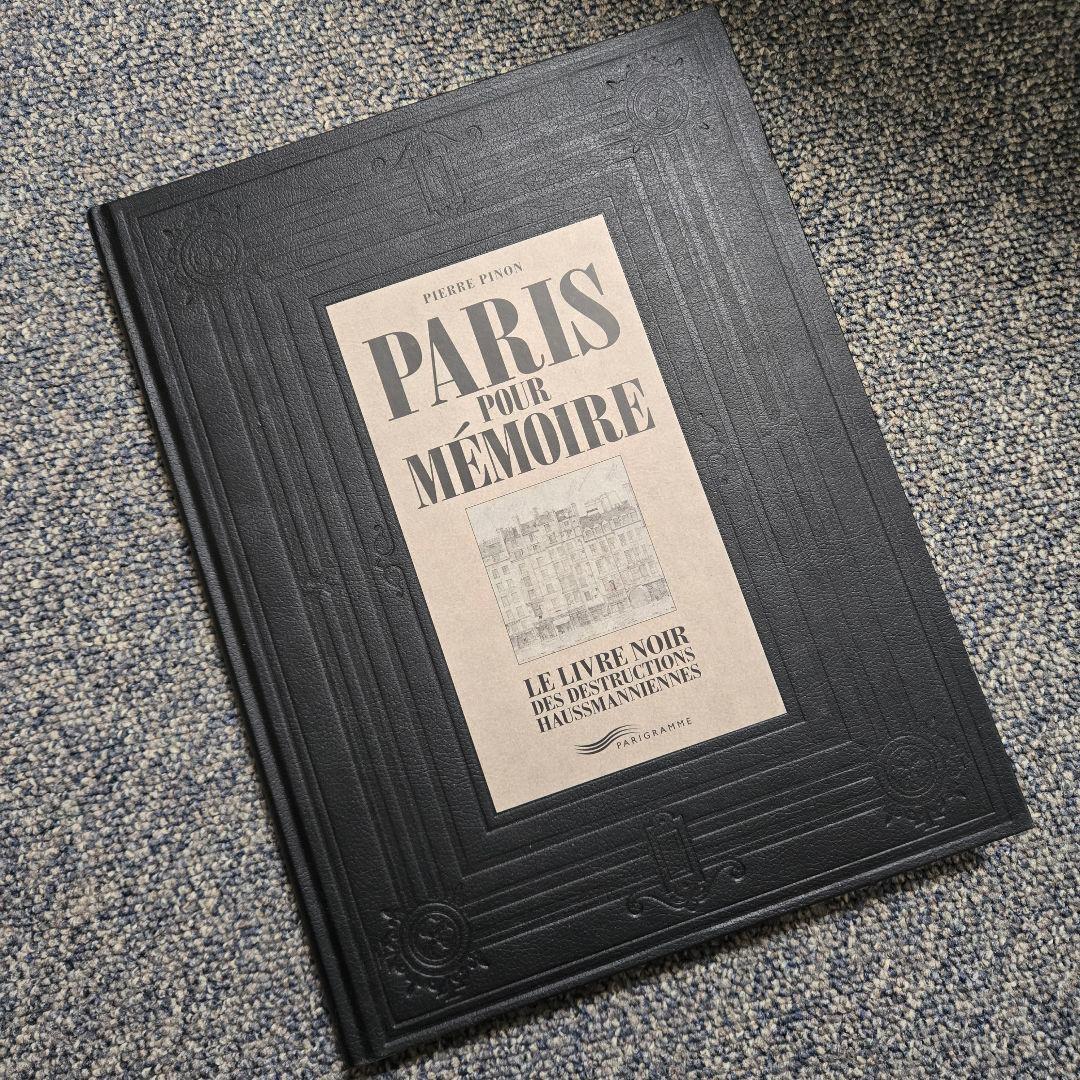 PIERRE PINON
PARIS
POUR
MÉMOIRE
LE LIVRE NOIR
DES DESTRUCTIONS
HAUSSMANNIENNES
PARIGRAMME